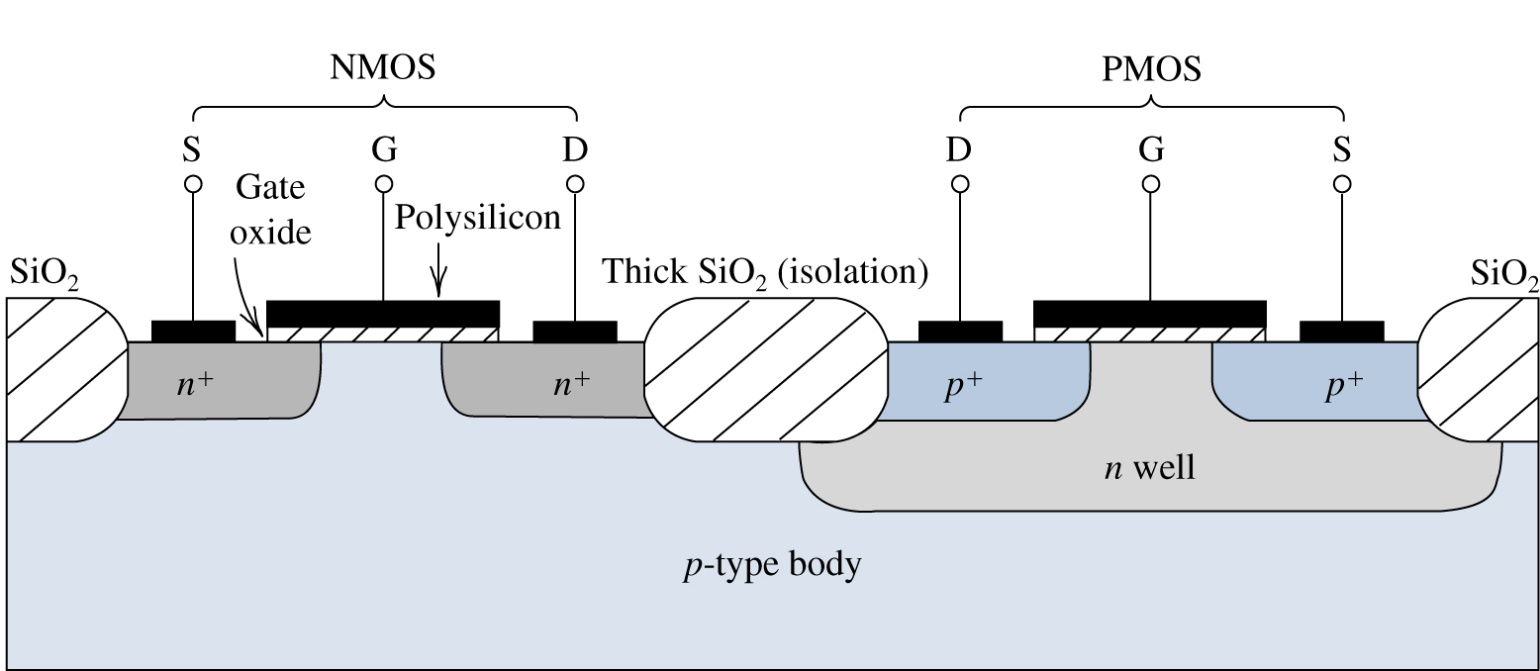 NMOS
PMOS
S
G
D
D
G
S
Gate
oxide
Polysilicon
SiO₂
Thick SiO₂ (isolation)
SiO₂
n⁺
n⁺
p⁺
p⁺
n well
p-type body